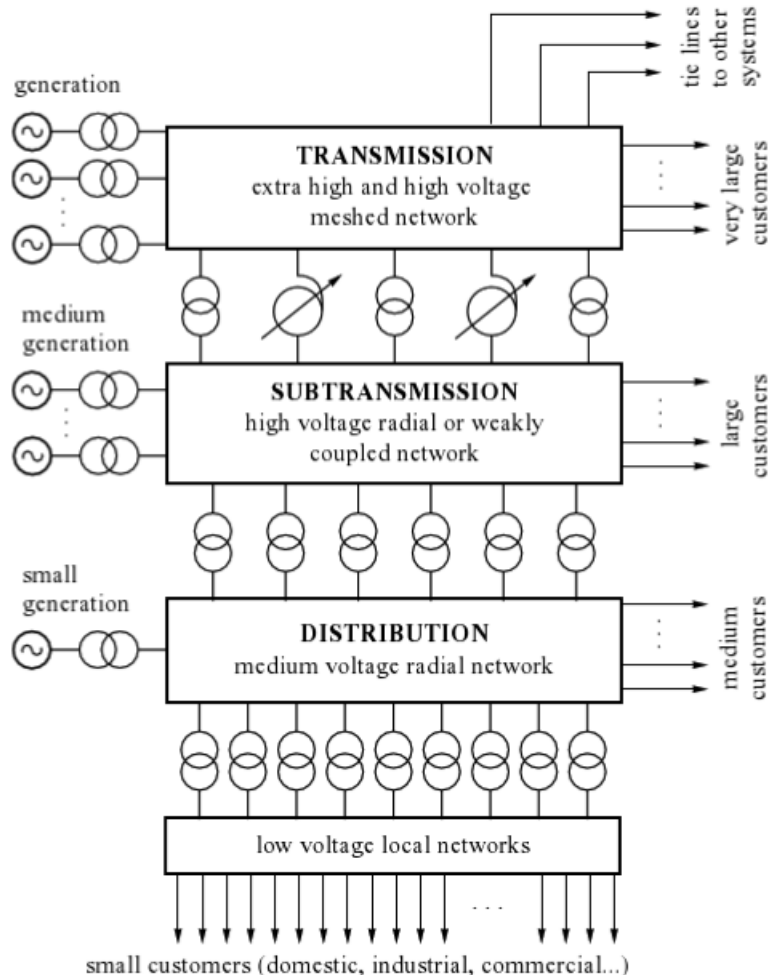 tie lines
to other
systems
generation
TRANSMISSION
extra high and high voltage
meshed network
very large
customers
medium
generation
SUBTRANSMISSION
high voltage radial or weakly
coupled network
large
customers
small
generation
DISTRIBUTION
medium voltage radial network
medium
customers
low voltage local networks
. . .
small customers (domestic, industrial, commercial...)